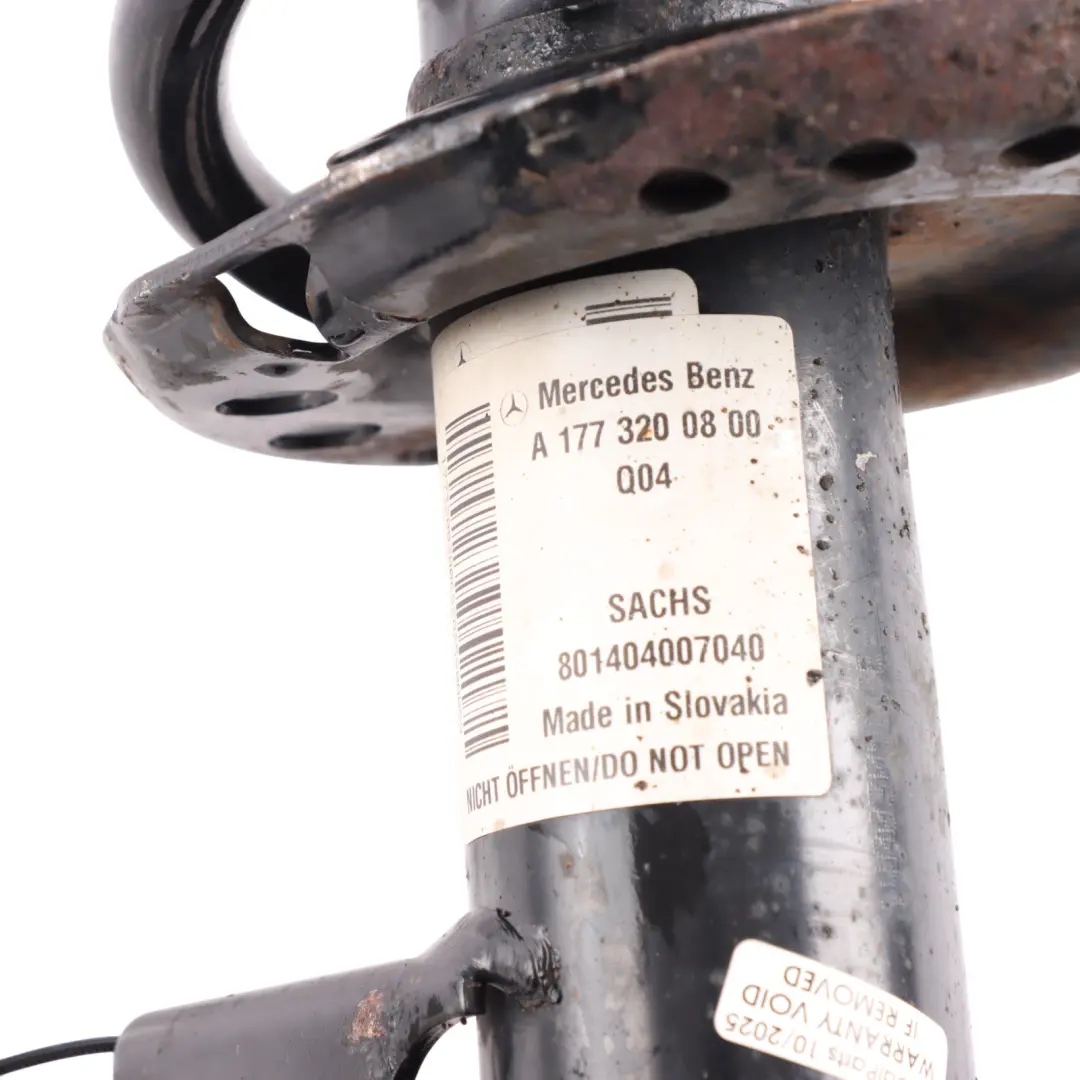 Mercedes Benz
A 177 320 08 00
Q04
SACHS
801404007040
Made in Slovakia
NICHT ÖFFNEN/DO NOT OPEN
10/2025
WARRANTY VOID
IF REMOVED